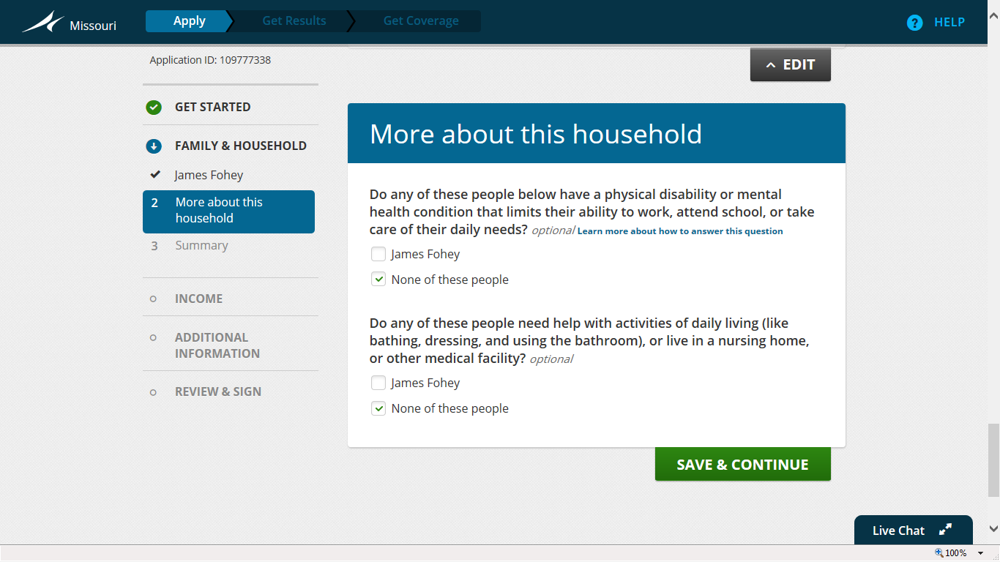 Missouri
Apply
Get Results
Get Coverage
? HELP
Application ID: 109777338
EDIT
GET STARTED
FAMILY & HOUSEHOLD
James Fohey
2 More about this
household
3 Summary
INCOME
ADDITIONAL
INFORMATION
REVIEW & SIGN
More about this household
Do any of these people below have a physical disability or mental
health condition that limits their ability to work, attend school, or take
care of their daily needs? optional Learn more about how to answer this question
James Fohey
None of these people
Do any of these people need help with activities of daily living (like
bathing, dressing, and using the bathroom), or live in a nursing home,
or other medical facility? optional
James Fohey
None of these people
SAVE & CONTINUE
Live Chat
100%